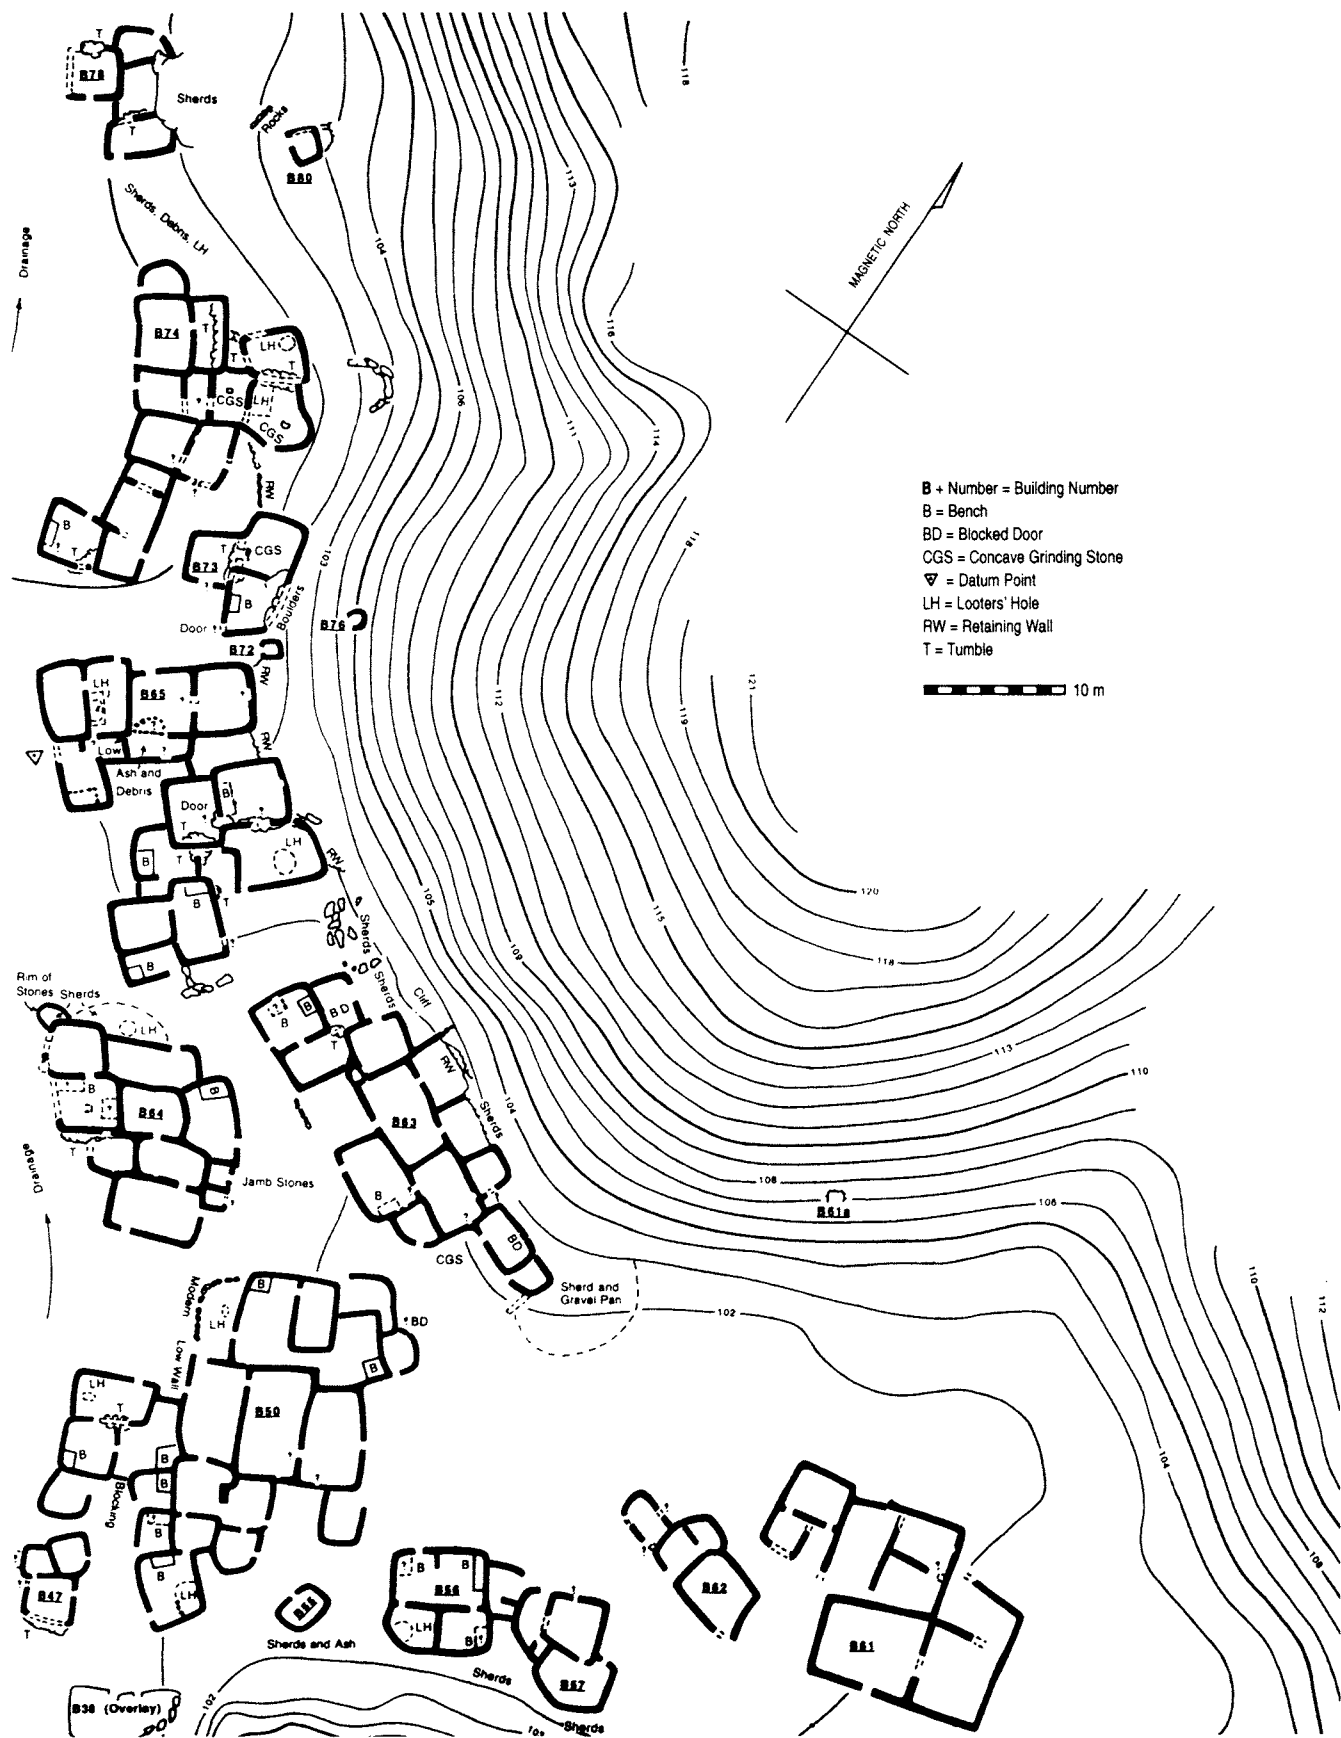 T
B78
Sherds
T
Rocks
B80
118
113
Sherds, Debris, LH
104
Drainage
MAGNETIC NORTH
B74
T
T
LH
T
116
?
CGS
LH
CGS
106
111
114
RW
B
T
T
CGS
B73
B
Boulders
Door
103
B76
B72
RW
118
B + Number = Building Number
B = Bench
BD = Blocked Door
CGS = Concave Grinding Stone
= Datum Point
LH = Looters' Hole
RW = Retaining Wall
T = Tumble
10 m
LH
B65
?
Low
RW
Ash and
Debris
112
119
121
Door
B
T
B
T
LH
RW
B
T
B
120
105
115
109
118
Sherds
Sherds
Cliff
Rim of
Stones
Sherds
LH
B
B
BD
T
RW
113
110
B
B
B64
T
Jamb Stones
B63
Sherds
104
B
CGS
BD
Drainage
108
106
B61a
Sherd and
Gravel Pan
102
110
112
Modern
Low Wall
LH
B
BD
B
LH
T
B
B
B
B50
?
?
Blocking
B
B
LH
104
106
B47
T
B55
Sherds and Ash
B
B
B56
LH
B
Sherds
B57
Sherds
B62
B61
B38 (Overlay)
102